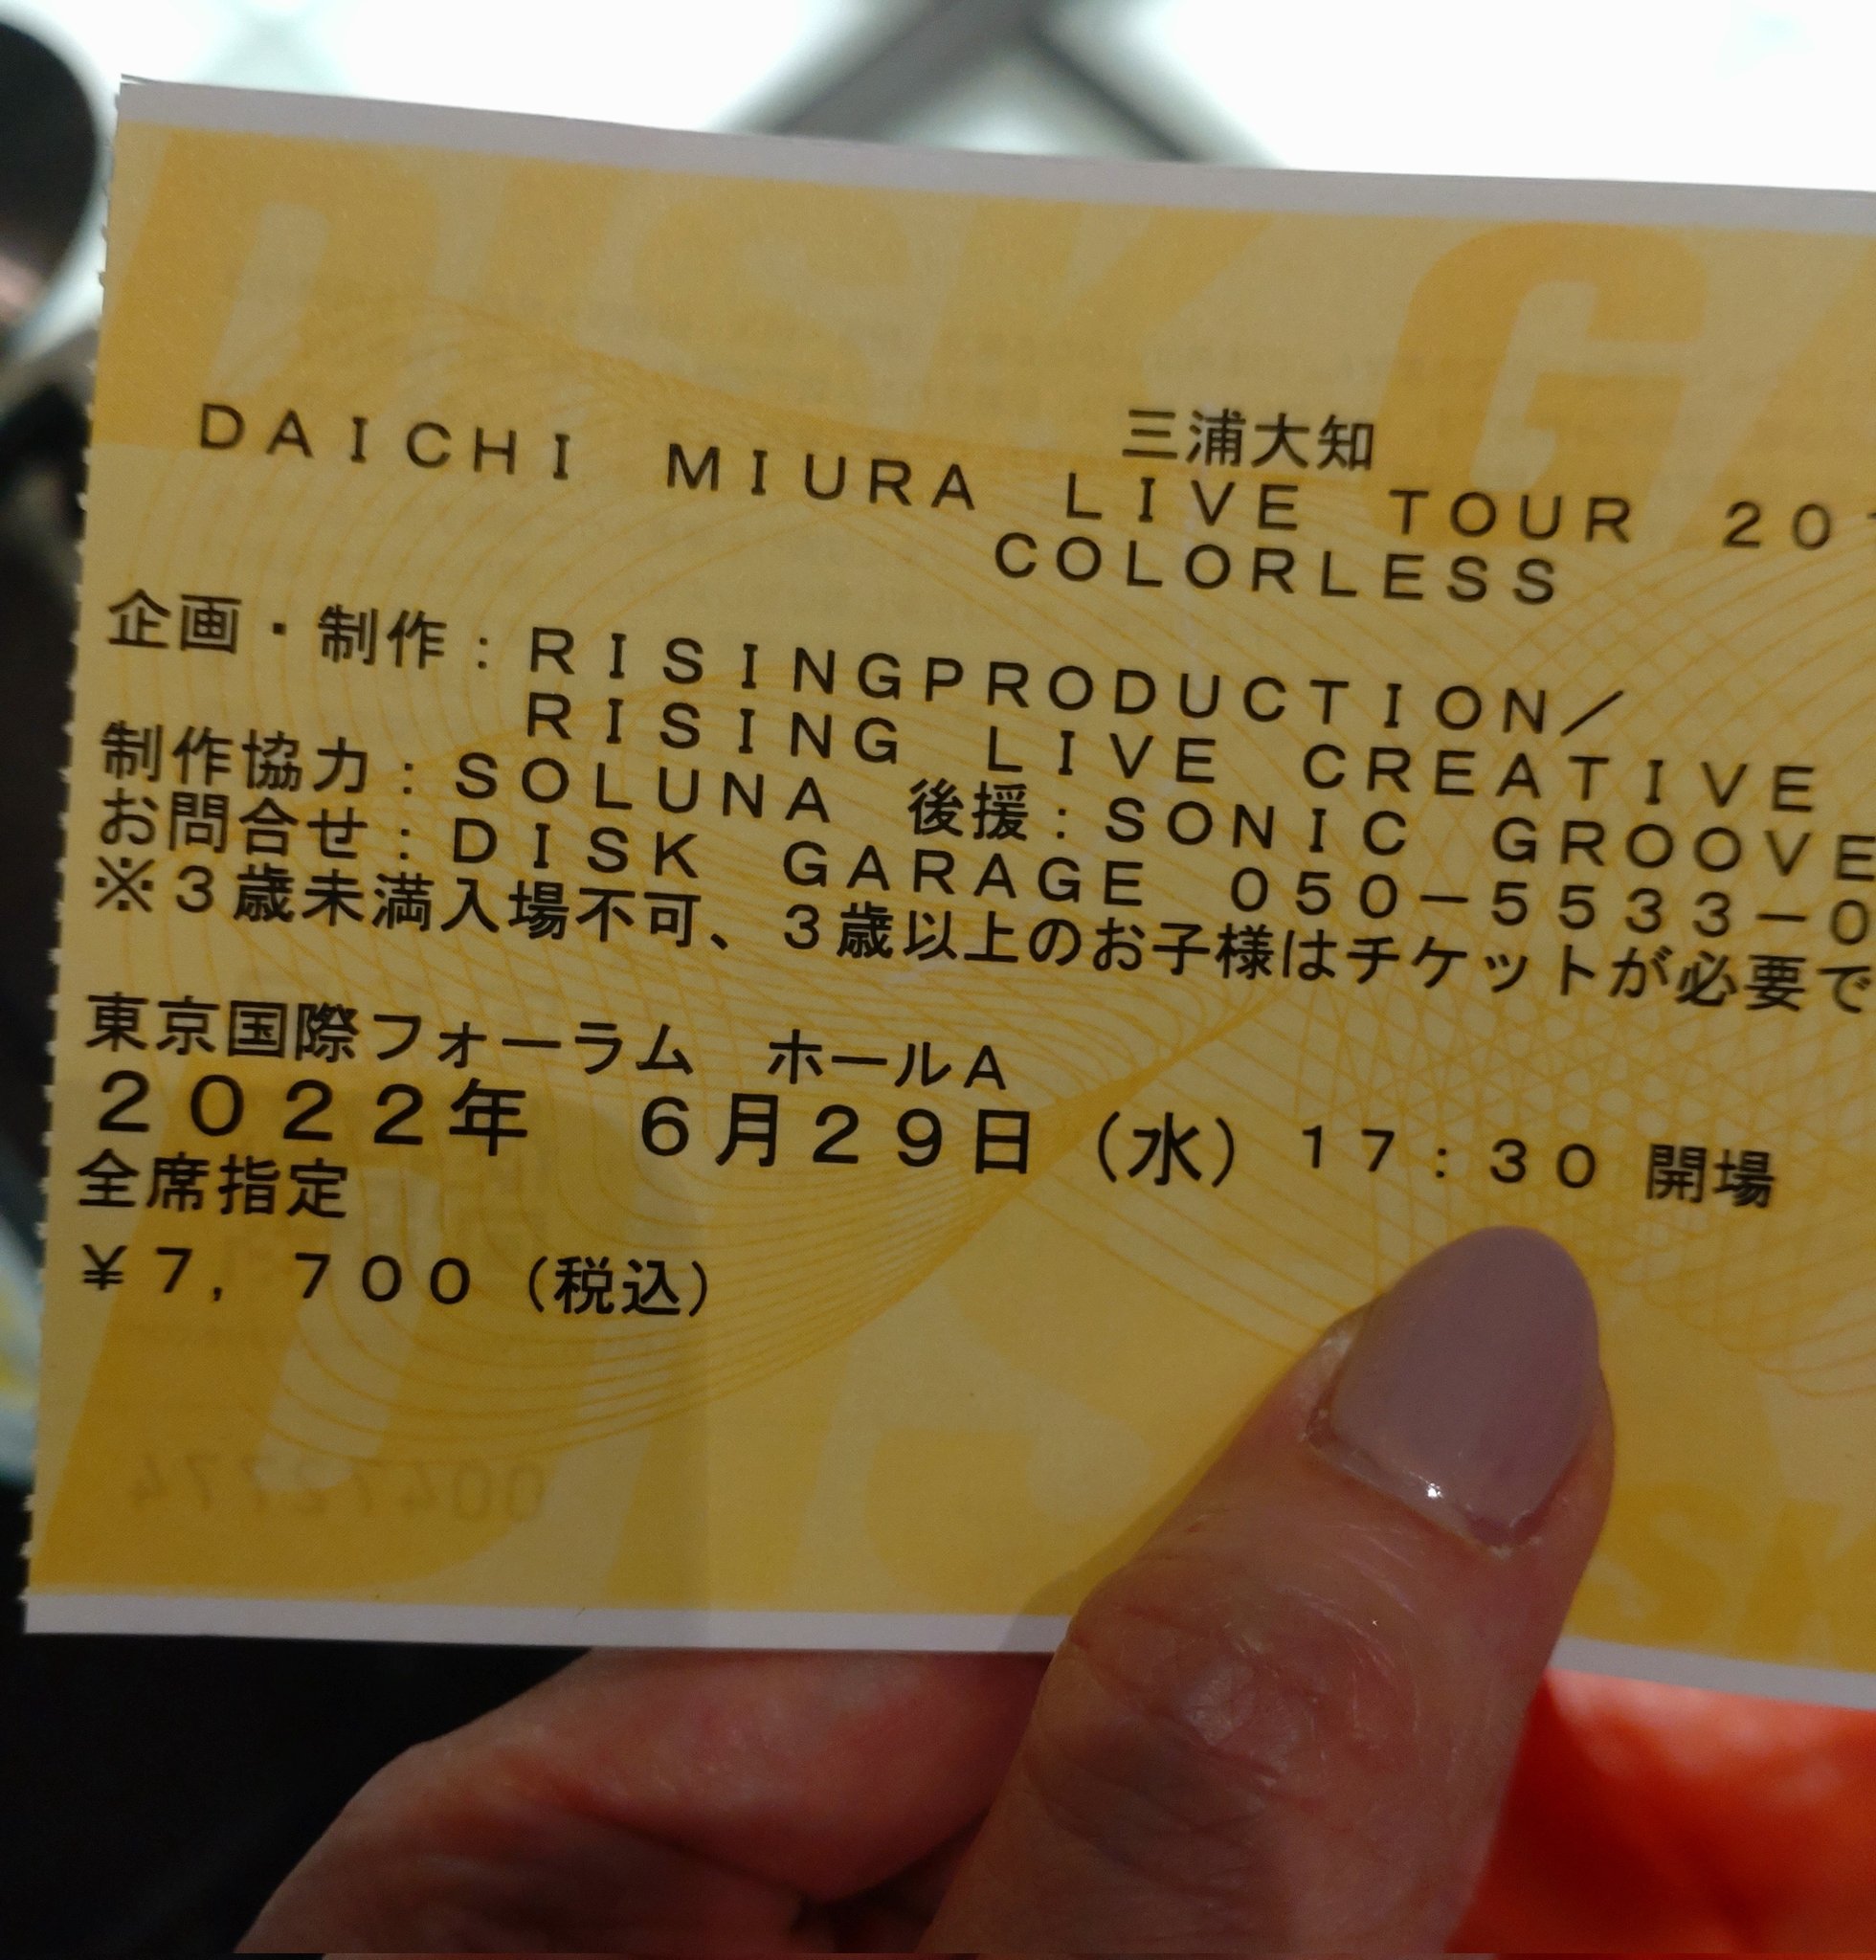 三浦大知
DAICHI MIURA LIVE TOUR 20
COLORLESS
企画・制作:RISINGPRODUCTION/
RISING LIVE CREATIVE
制作協力:SOLUNA 後援:SONIC GROOVE
お問合せ:DISK GARAGE 050-5533-0
※3歳未満入場不可、3歳以上のお子様はチケットが必要で
東京国際フォーラム ホールA
2022年 6月29日(水)17:30 開場
全席指定
¥7,700(税込)